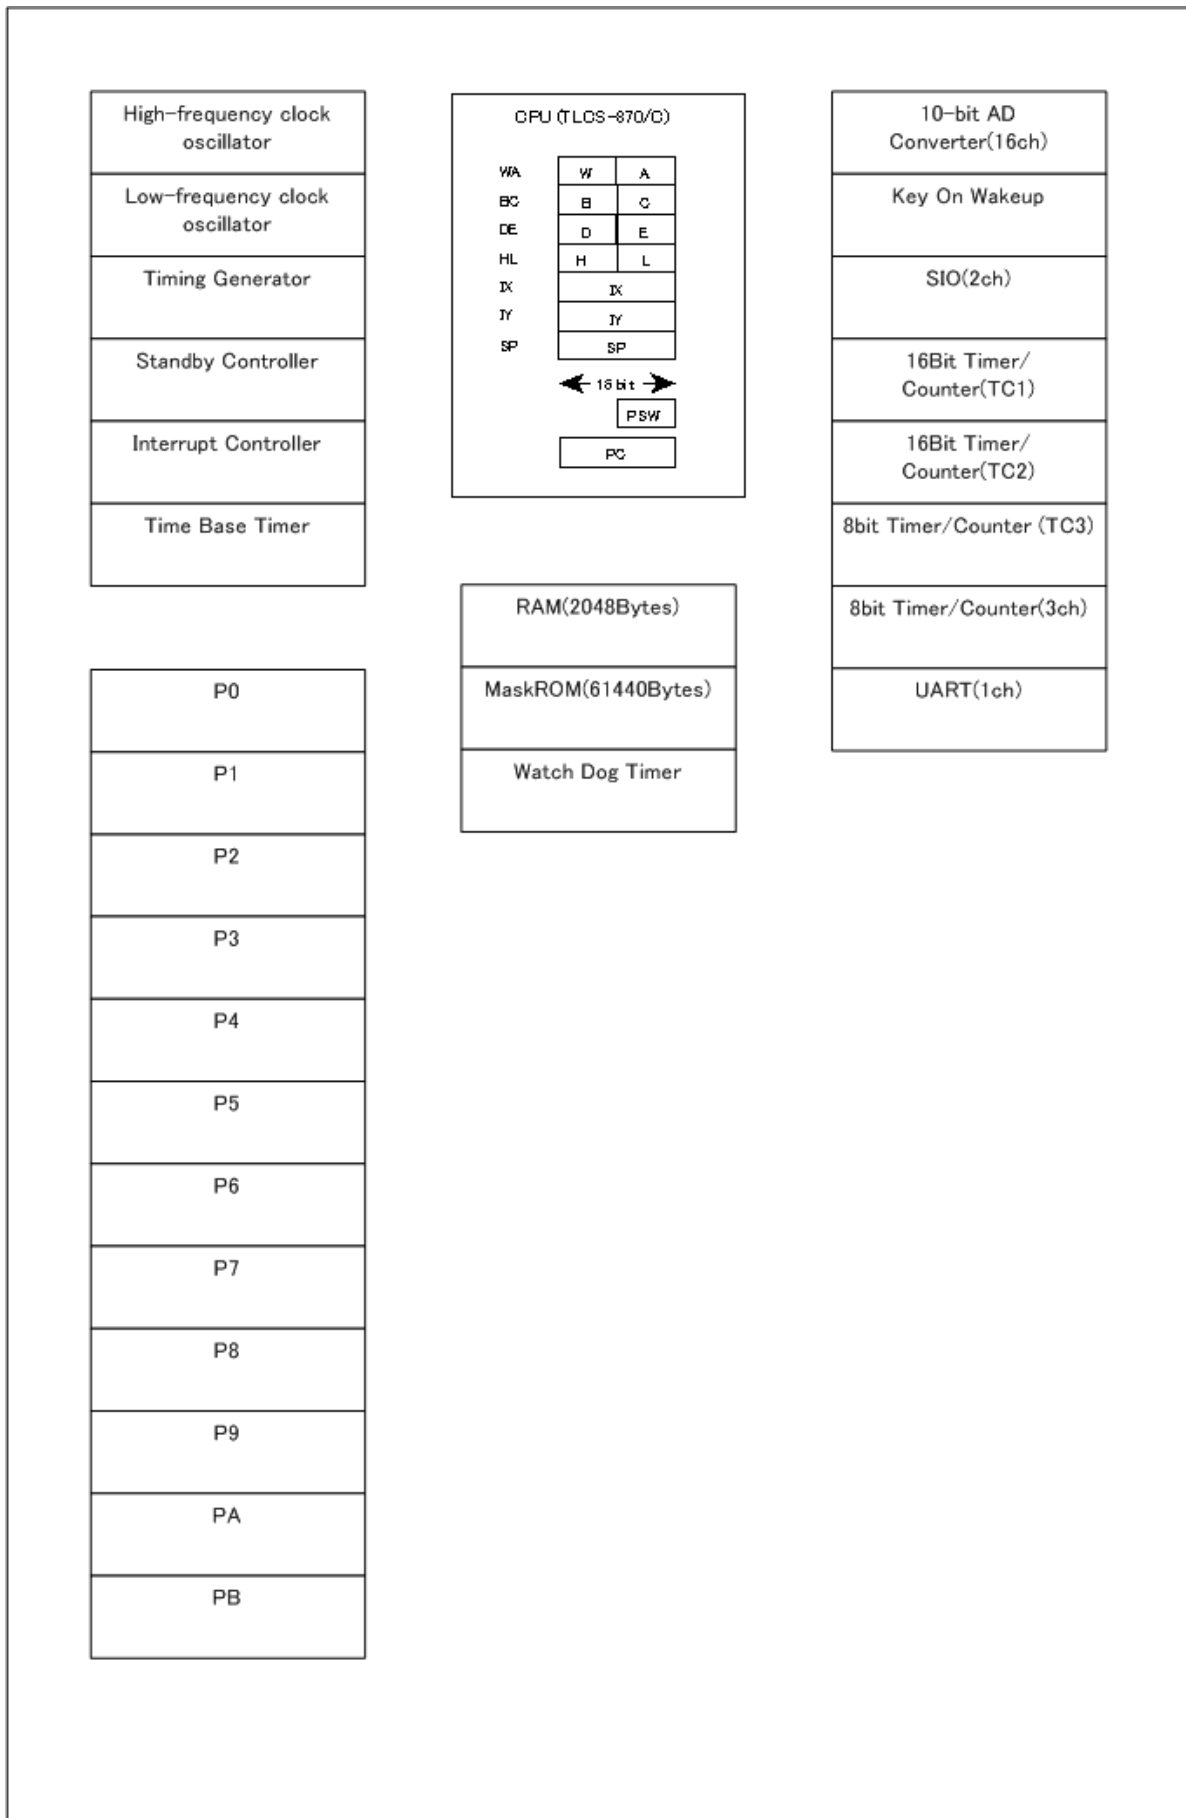 High-frequency clock
oscillator
Low-frequency clock
oscillator
Timing Generator
Standby Controller
Interrupt Controller
Time Base Timer
P0
P1
P2
P3
P4
P5
P6
P7
P8
P9
PA
PB
CPU (TLCS-870/C)
WA W A
BC B C
DE D E
HL H L
IX IX
IY IY
SP SP
16 bit
PSW
PC
RAM(2048Bytes)
MaskROM(61440Bytes)
Watch Dog Timer
10-bit AD
Converter(16ch)
Key On Wakeup
SIO(2ch)
16Bit Timer/
Counter(TC1)
16Bit Timer/
Counter(TC2)
8bit Timer/Counter (TC3)
8bit Timer/Counter(3ch)
UART(1ch)